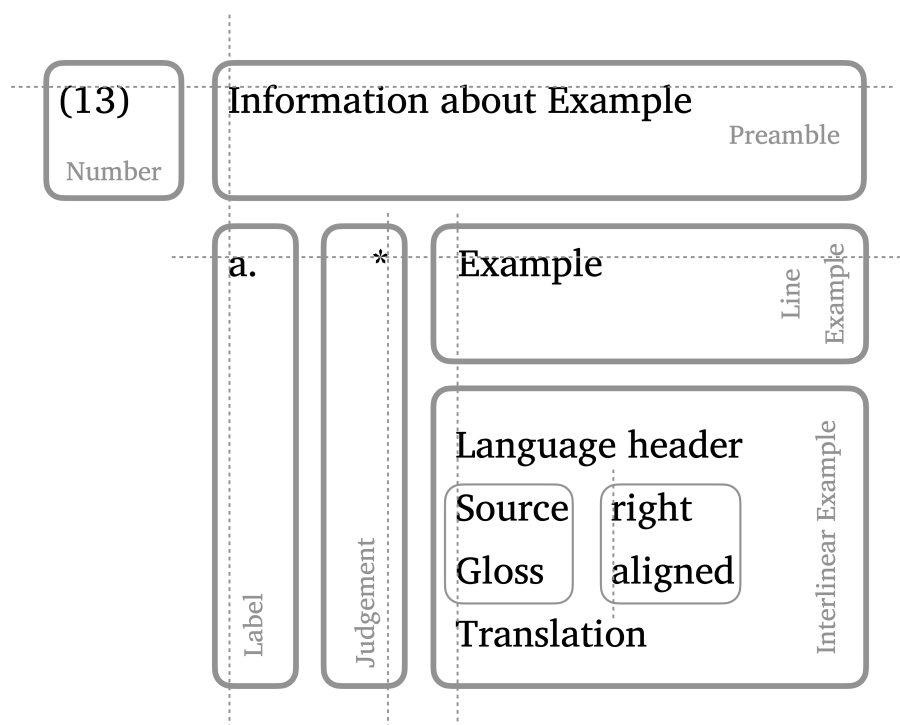 (13)
Number
Information about Example
Preamble
a.
Label
*
Judgement
Example
Line
Example
Language header
Source right
Gloss aligned
Translation
Interlinear Example